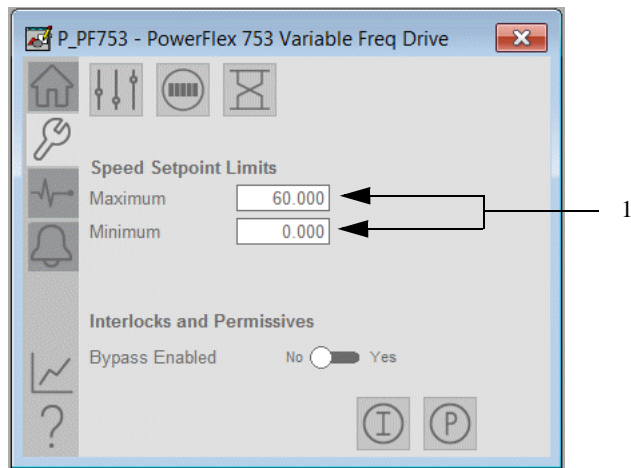 P_PF753 - PowerFlex 753 Variable Freq Drive
Speed Setpoint Limits
Maximum 60.000
1
Minimum 0.000
Interlocks and Permissives
Bypass Enabled No Yes
I P
?